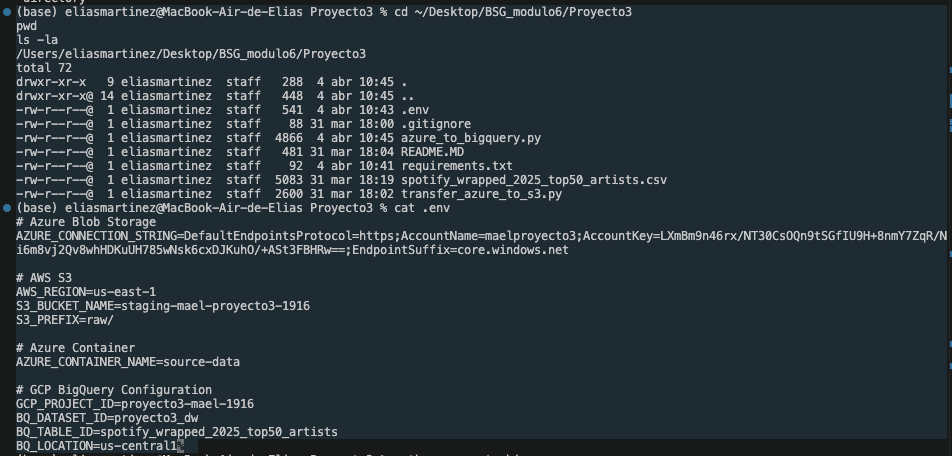 (base) eliasmartinez@MacBook-Air-de-Elias Proyecto3 % cd ~/Desktop/BSG_modulo6/Proyecto3
pwd
ls -la
/Users/eliasmartinez/Desktop/BSG_modulo6/Proyecto3
total 72
drwxr-xr-x   9 eliasmartinez  staff   288  4 abr 10:45 .
drwxr-xr-x@ 14 eliasmartinez  staff   448  4 abr 10:45 ..
-rw-r--r--@  1 eliasmartinez  staff   541  4 abr 10:43 .env
-rw-r--r--@  1 eliasmartinez  staff    88 31 mar 18:00 .gitignore
-rw-r--r--@  1 eliasmartinez  staff  4866  4 abr 10:45 azure_to_bigquery.py
-rw-r--r--@  1 eliasmartinez  staff   481 31 mar 18:04 README.MD
-rw-r--r--@  1 eliasmartinez  staff    92  4 abr 10:41 requirements.txt
-rw-r--r--@  1 eliasmartinez  staff  5083 31 mar 18:19 spotify_wrapped_2025_top50_artists.csv
-rw-r--r--@  1 eliasmartinez  staff  2600 31 mar 18:02 transfer_azure_to_s3.py
(base) eliasmartinez@MacBook-Air-de-Elias Proyecto3 % cat .env
# Azure Blob Storage
AZURE_CONNECTION_STRING=DefaultEndpointsProtocol=https;AccountName=maelproyecto3;AccountKey=LXmBm9n46rx/NT30CsOQn9tSGfIU9H+8nmY7ZqR/N
i6m8vj2Qv8whHDKuUH785wNsk6cxDJKuhO/+ASt3FBHRw==;EndpointSuffix=core.windows.net

# AWS S3
AWS_REGION=us-east-1
S3_BUCKET_NAME=staging-mael-proyecto3-1916
S3_PREFIX=raw/

# Azure Container
AZURE_CONTAINER_NAME=source-data

# GCP BigQuery Configuration
GCP_PROJECT_ID=proyecto3-mael-1916
BQ_DATASET_ID=proyecto3_dw
BQ_TABLE_ID=spotify_wrapped_2025_top50_artists
BQ_LOCATION=us-central1%